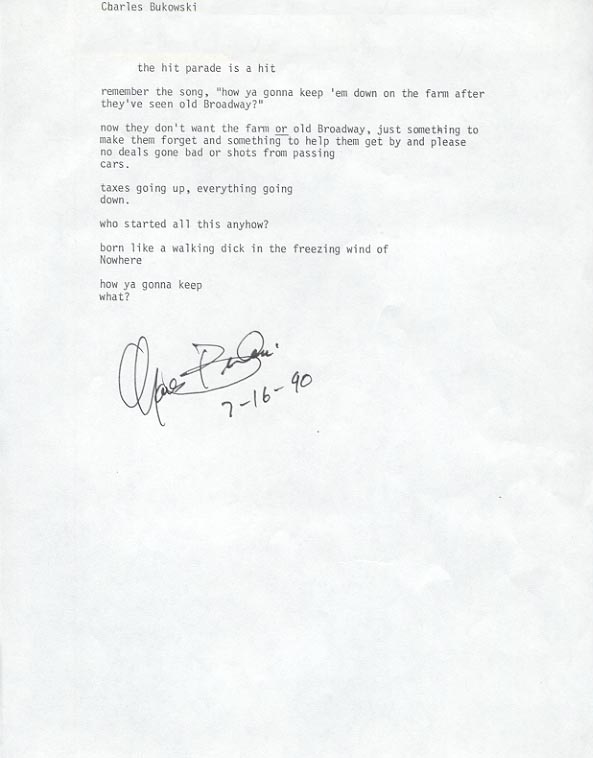 Charles Bukowski
the hit parade is a hit
remember the song, "how ya gonna keep 'em down on the farm after
they've seen old Broadway?"
now they don't want the farm or old Broadway, just something to
make them forget and something to help them get by and please
no deals gone bad or shots from passing
cars.
taxes going up, everything going
down.
who started all this anyhow?
born like a walking dick in the freezing wind of
Nowhere
how ya gonna keep
what?
Charles Bukowski
7-16-90